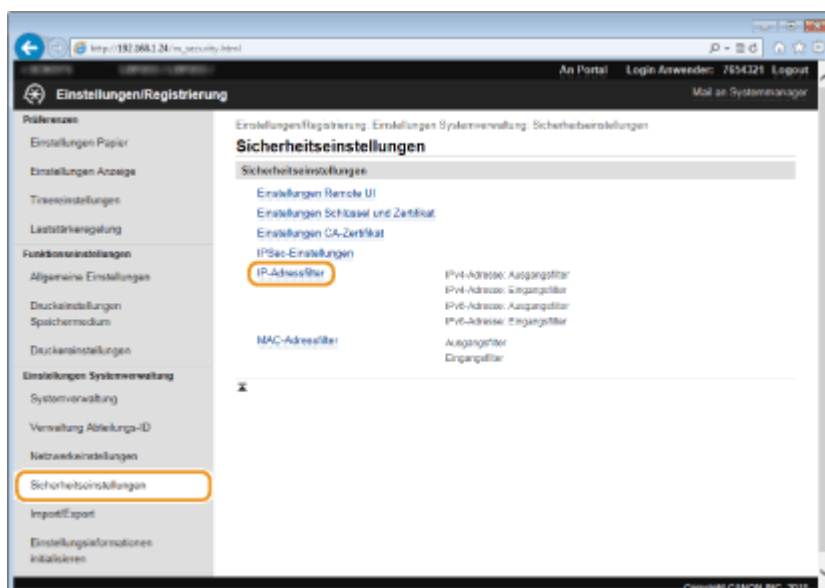 http://192.168.1.24/m_security.html
An Portal Login Anwender: 7654321 Logout
Einstellungen/Registrierung
Mail an Systemmanager
Präferenzen
Einstellungen Papier
Einstellungen Anzeige
Timereinstellungen
Lautstärkeregelung
Funktionseinstellungen
Allgemeine Einstellungen
Druckeinstellungen
Speichermedium
Druckereinstellungen
Einstellungen Systemverwaltung
Systemverwaltung
Verwaltung Abteilungs-ID
Netzwerkeinstellungen
Sicherheitseinstellungen
Import/Export
Einstellungsinformationen
initialisieren
Einstellungen/Registrierung: Einstellungen Systemverwaltung: Sicherheitseinstellungen
Sicherheitseinstellungen
Sicherheitseinstellungen
Einstellungen Remote UI
Einstellungen Schlüssel und Zertifikat
Einstellungen CA-Zertifikat
IPSec-Einstellungen
IP-Adressfilter
IPv4-Adresse: Ausgangsfilter
IPv4-Adresse: Eingangsfilter
IPv6-Adresse: Ausgangsfilter
IPv6-Adresse: Eingangsfilter
MAC-Adressfilter
Ausgangsfilter
Eingangsfilter
Copyright CANON INC.